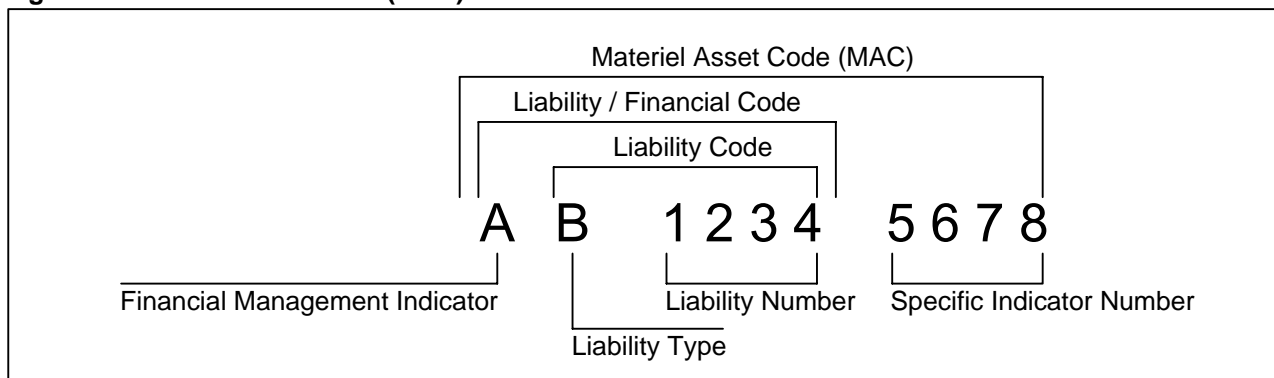 Materiel Asset Code (MAC)
Liability / Financial Code
Liability Code
A B 1 2 3 4 5 6 7 8
Financial Management Indicator
Liability Number
Specific Indicator Number
Liability Type